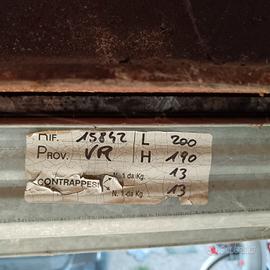 RIF. 15842 L 200
PROV. VR H 190
N. 1 da Kg. 13
CONTRAPPESI
N. 1 da Kg. 13